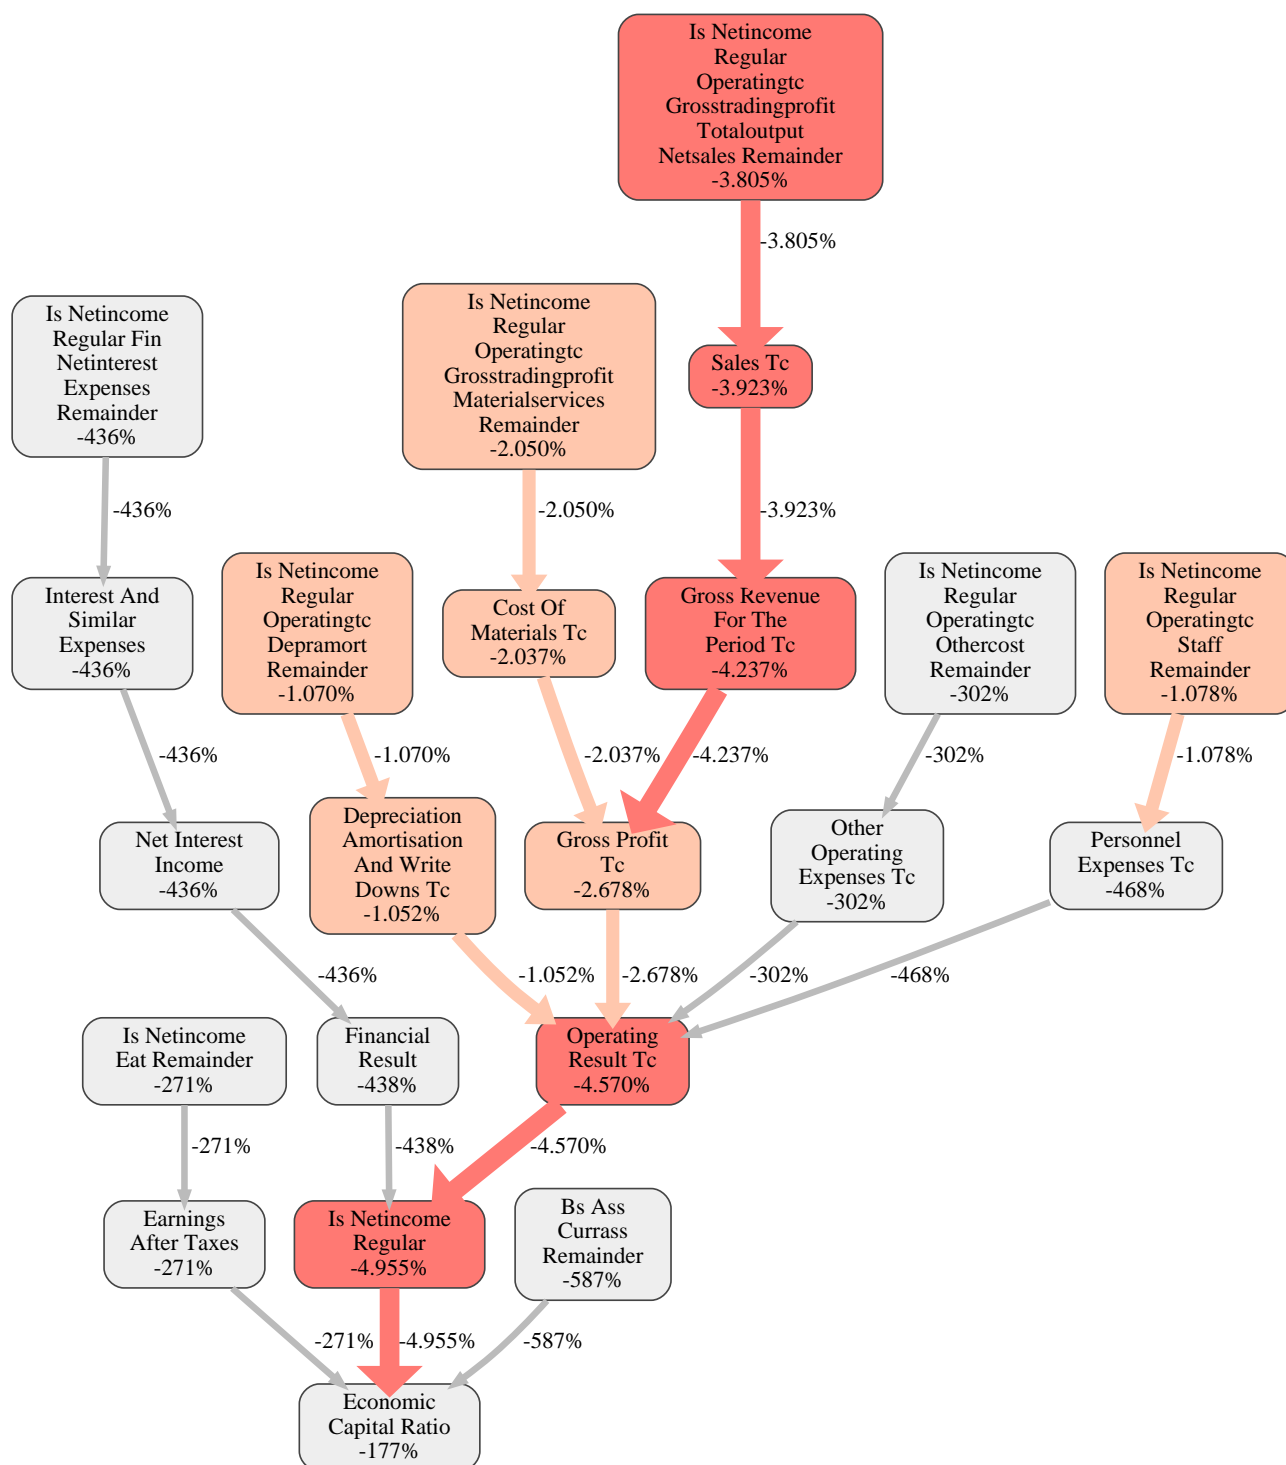 Is Netincome
Regular
Operatingtc
Grosstradingprofit
Totaloutput
Netsales Remainder
-3.805%
-3.805%
Is Netincome
Regular Fin
Netinterest
Expenses
Remainder
-436%
Is Netincome
Regular
Operatingtc
Grosstradingprofit
Materialservices
Remainder
-2.050%
Sales Tc
-3.923%
-436%
-2.050%
-3.923%
Interest And
Similar
Expenses
-436%
Is Netincome
Regular
Operatingtc
Depramort
Remainder
-1.070%
Cost Of
Materials Tc
-2.037%
Gross Revenue
For The
Period Tc
-4.237%
Is Netincome
Regular
Operatingtc
Othercost
Remainder
-302%
Is Netincome
Regular
Operatingtc
Staff
Remainder
-1.078%
-436%
-1.070%
-2.037%
-4.237%
-302%
-1.078%
Net Interest
Income
-436%
Depreciation
Amortisation
And Write
Downs Tc
-1.052%
Gross Profit
Tc
-2.678%
Other
Operating
Expenses Tc
-302%
Personnel
Expenses Tc
-468%
-436%
-1.052%
-2.678%
-302%
-468%
Is Netincome
Eat Remainder
-271%
Financial
Result
-438%
Operating
Result Tc
-4.570%
-271%
-438%
-4.570%
Earnings
After Taxes
-271%
Is Netincome
Regular
-4.955%
Bs Ass
Currass
Remainder
-587%
-271%
-4.955%
-587%
Economic
Capital Ratio
-177%